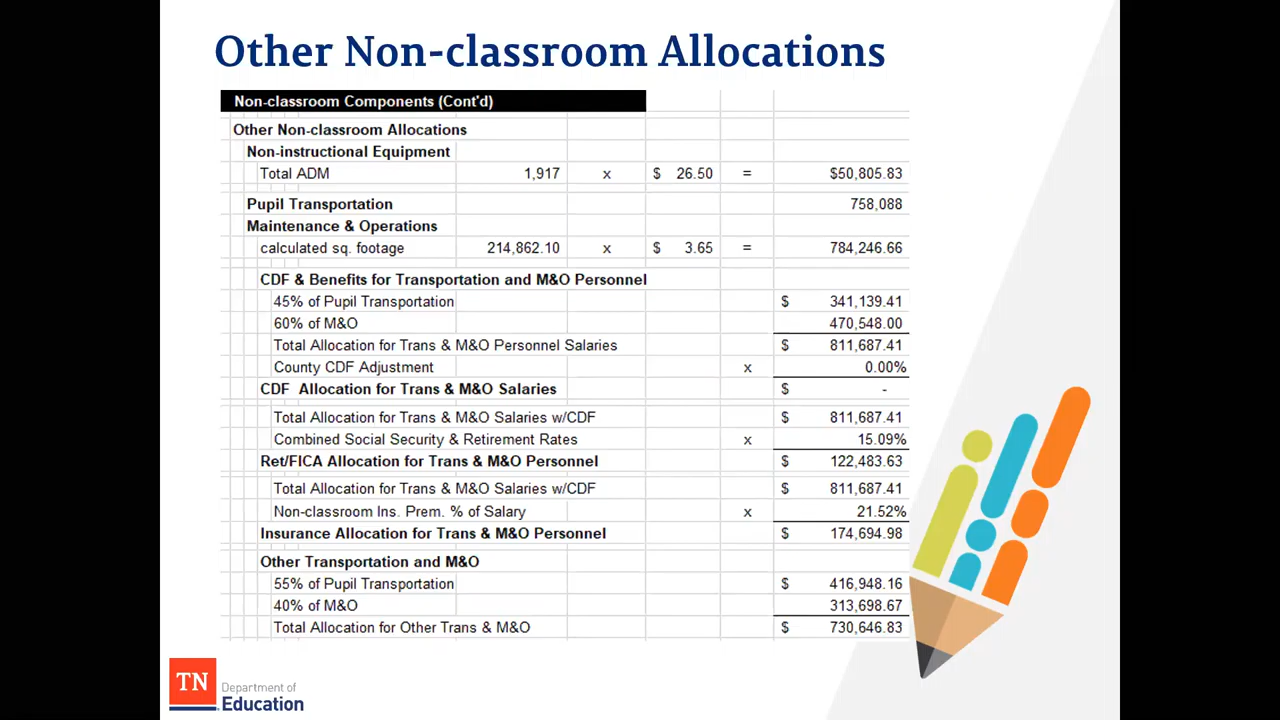 Other Non-classroom Allocations
Non-classroom Components (Cont'd)
Other Non-classroom Allocations
Non-instructional Equipment
Total ADM 1,917 x $ 26.50 = $50,805.83
Pupil Transportation 758,088
Maintenance & Operations
calculated sq. footage 214,862.10 x $ 3.65 = 784,246.66
CDF & Benefits for Transportation and M&O Personnel
45% of Pupil Transportation $ 341,139.41
60% of M&O 470,548.00
Total Allocation for Trans & M&O Personnel Salaries $ 811,687.41
County CDF Adjustment x 0.00%
CDF Allocation for Trans & M&O Salaries $ -
Total Allocation for Trans & M&O Salaries w/CDF $ 811,687.41
Combined Social Security & Retirement Rates x 15.09%
Ret/FICA Allocation for Trans & M&O Personnel $ 122,483.63
Total Allocation for Trans & M&O Salaries w/CDF $ 811,687.41
Non-classroom Ins. Prem. % of Salary x 21.52%
Insurance Allocation for Trans & M&O Personnel $ 174,694.98
Other Transportation and M&O
55% of Pupil Transportation $ 416,948.16
40% of M&O 313,698.67
Total Allocation for Other Trans & M&O $ 730,646.83
TN
Department of
Education